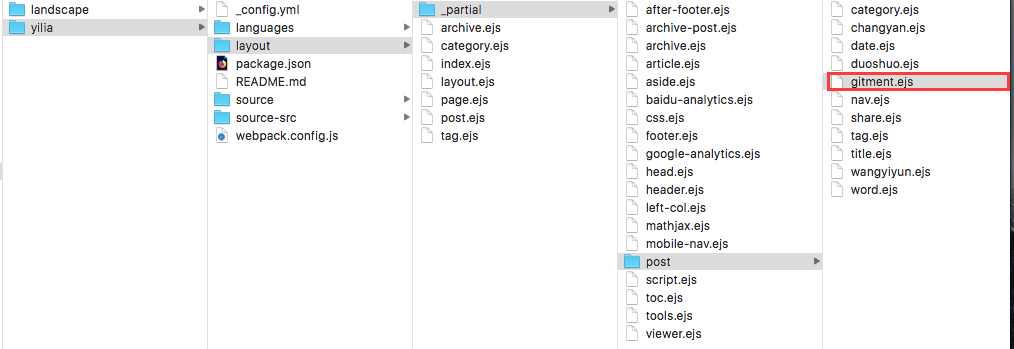 landscape
yilia
_config.yml
languages
layout
package.json
README.md
source
source-src
webpack.config.js
_partial
archive.ejs
category.ejs
index.ejs
layout.ejs
page.ejs
post.ejs
tag.ejs
after-footer.ejs
archive-post.ejs
archive.ejs
article.ejs
aside.ejs
baidu-analytics.ejs
css.ejs
footer.ejs
google-analytics.ejs
head.ejs
header.ejs
left-col.ejs
mathjax.ejs
mobile-nav.ejs
post
script.ejs
toc.ejs
tools.ejs
viewer.ejs
category.ejs
changyan.ejs
date.ejs
duoshuo.ejs
gitment.ejs
nav.ejs
share.ejs
tag.ejs
title.ejs
wangyiyun.ejs
word.ejs